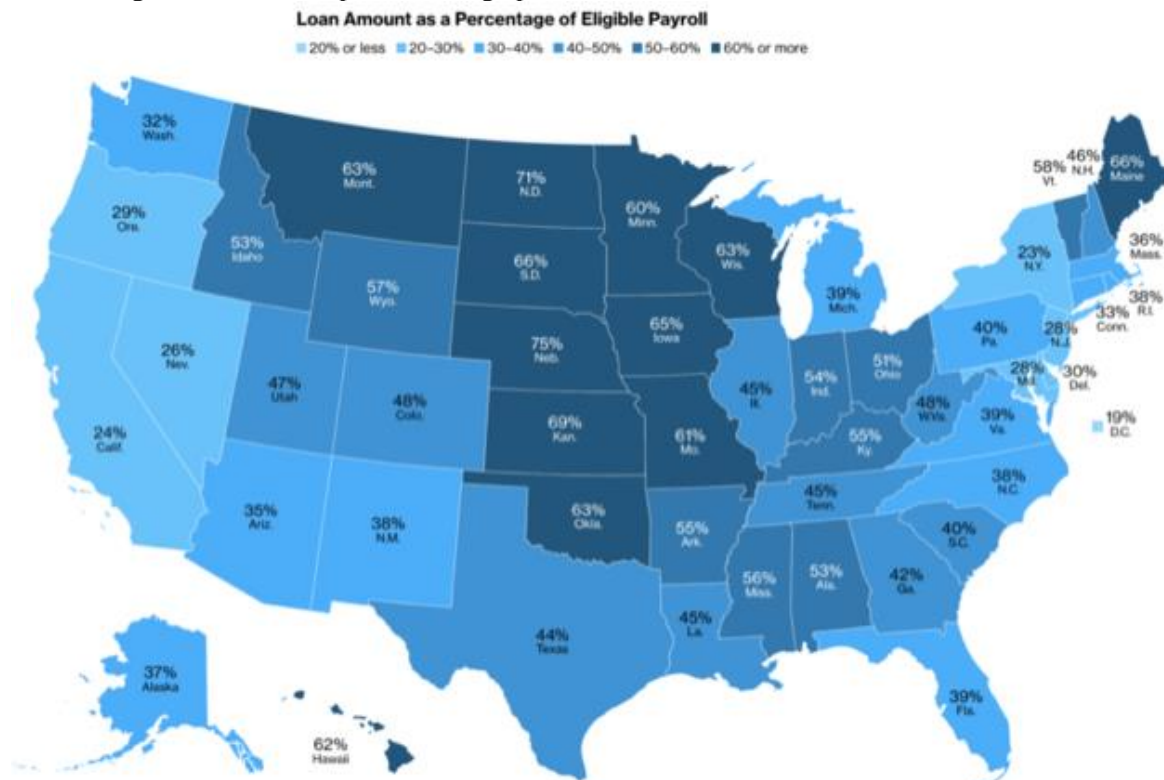 Loan Amount as a Percentage of Eligible Payroll
20% or less 20–30% 30–40% 40–50% 50–60% 60% or more
32%
Wash.
63%
Mont.
71%
N.D.
60%
Minn.
58%
Vt.
46%
N.H.
66%
Maine
29%
Ore.
53%
Idaho
57%
Wyo.
66%
S.D.
63%
Wis.
39%
Mich.
23%
N.Y.
36%
Mass.
38%
R.I.
33%
Conn.
26%
Nev.
47%
Utah
48%
Colo.
75%
Neb.
65%
Iowa
45%
Ill.
54%
Ind.
51%
Ohio
40%
Pa.
28%
N.J.
28%
Md.
30%
Del.
19%
D.C.
24%
Calif.
69%
Kan.
61%
Mo.
55%
Ky.
48%
W.Va.
39%
Va.
35%
Ariz.
38%
N.M.
63%
Okla.
55%
Ark.
45%
Tenn.
38%
N.C.
40%
S.C.
44%
Texas
45%
La.
56%
Miss.
53%
Ala.
42%
Ga.
39%
Fla.
37%
Alaska
62%
Hawaii